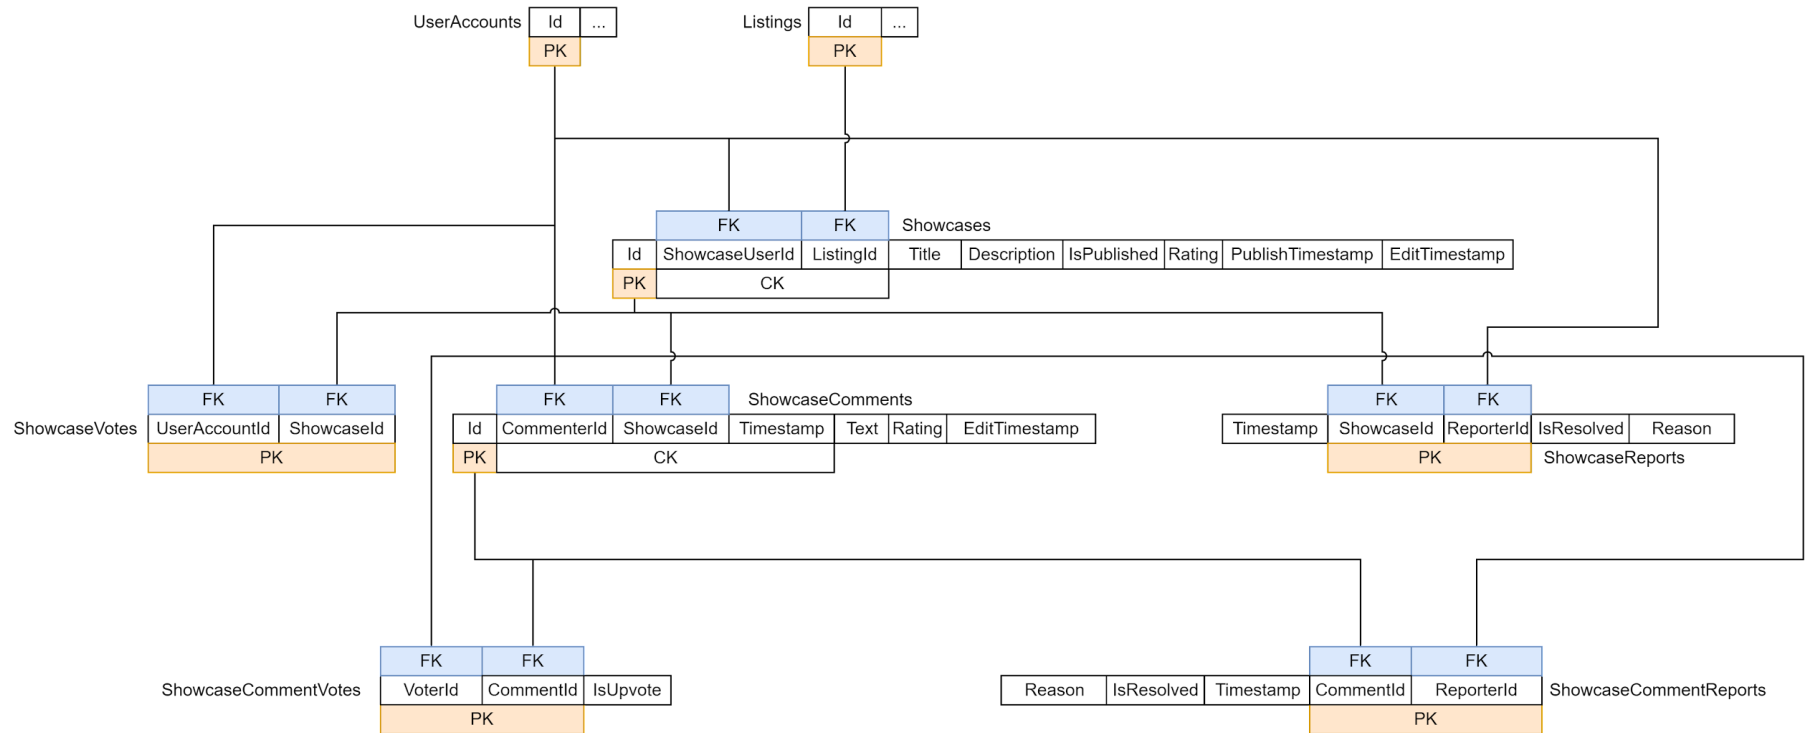 UserAccounts Id ... Listings Id ...
PK PK
FK FK Showcases
Id ShowcaseUserId ListingId Title Description IsPublished Rating PublishTimestamp EditTimestamp
PK CK
FK FK FK FK ShowcaseComments FK FK
ShowcaseVotes UserAccountId ShowcaseId Id CommenterId ShowcaseId Timestamp Text Rating EditTimestamp Timestamp ShowcaseId ReporterId IsResolved Reason
PK PK CK PK ShowcaseReports
FK FK FK FK
ShowcaseCommentVotes VoterId CommentId IsUpvote Reason IsResolved Timestamp CommentId ReporterId ShowcaseCommentReports
PK PK